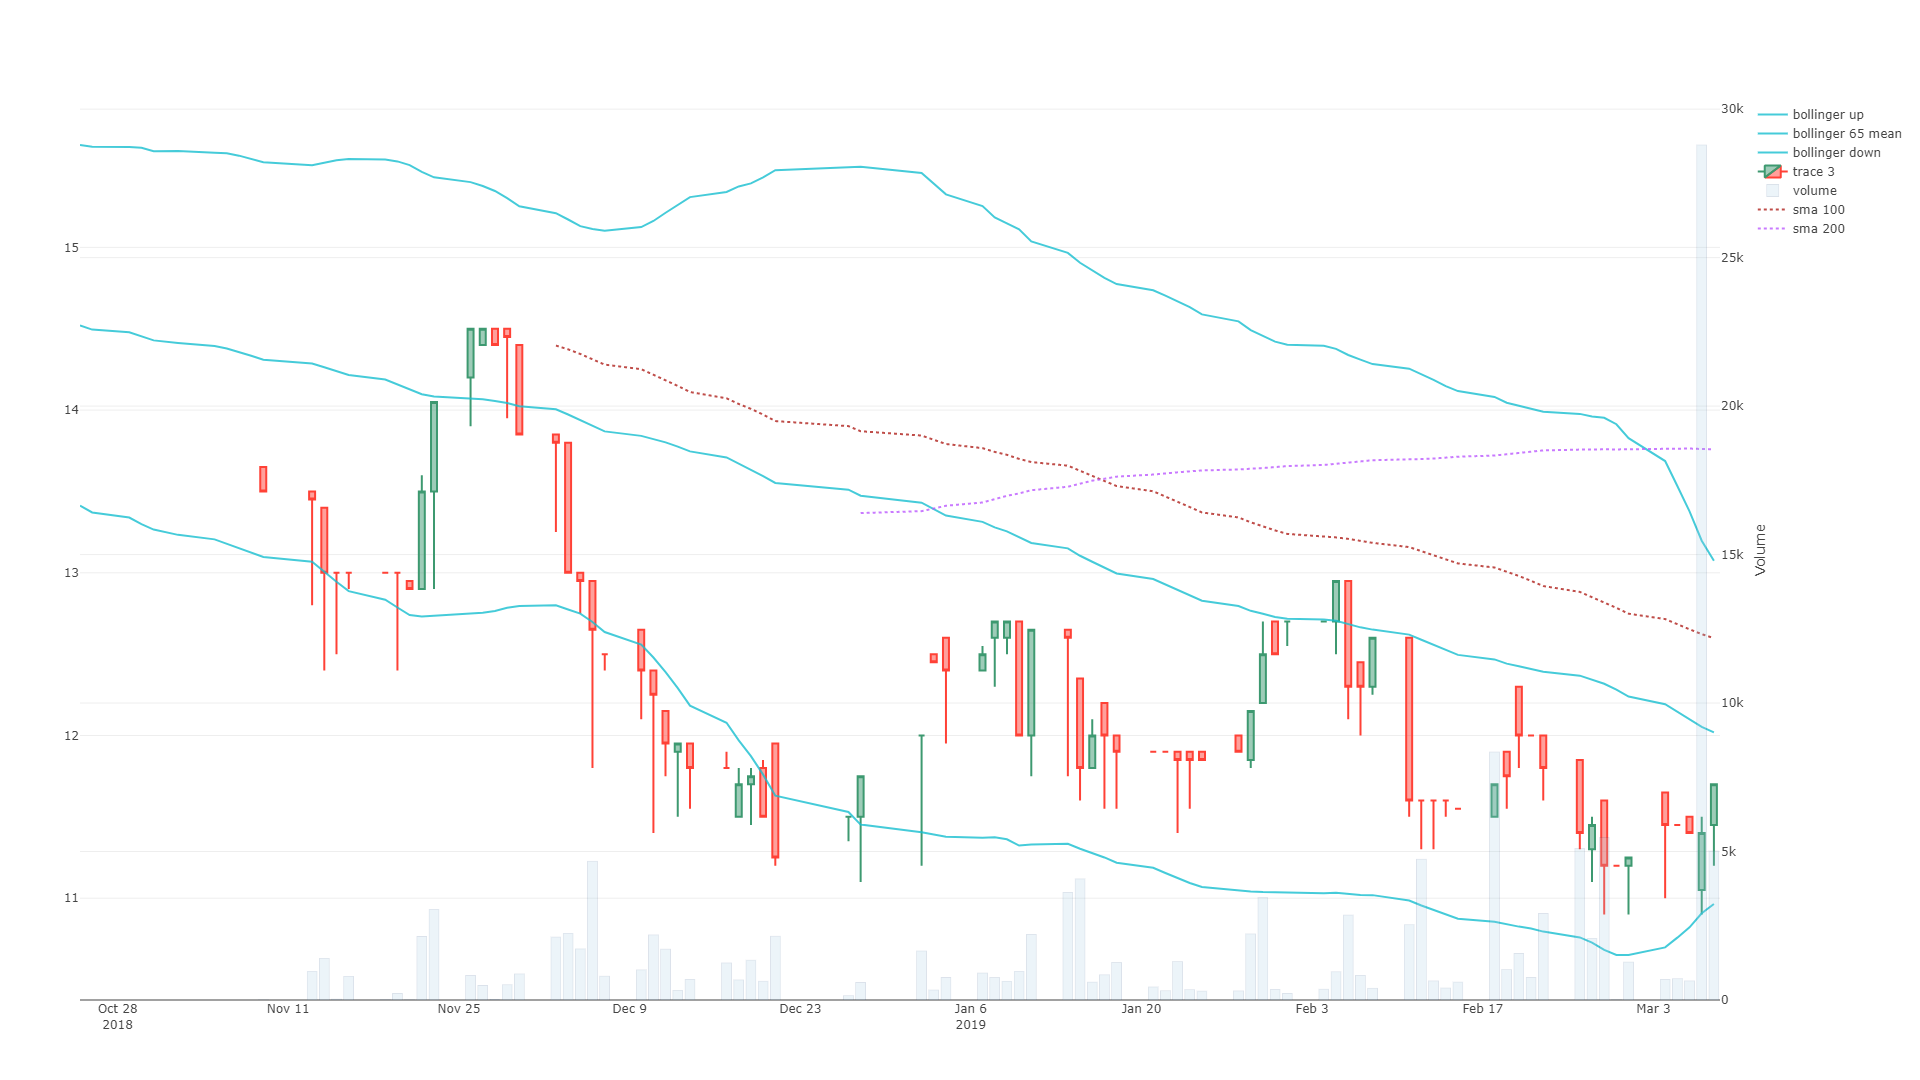 30k
bollinger up
bollinger 65 mean
bollinger down
trace 3
volume
sma 100
sma 200
15
25k
14
20k
13
15k
Volume
12
10k
5k
11
0
Oct 28
2018
Nov 11
Nov 25
Dec 9
Dec 23
Jan 6
2019
Jan 20
Feb 3
Feb 17
Mar 3